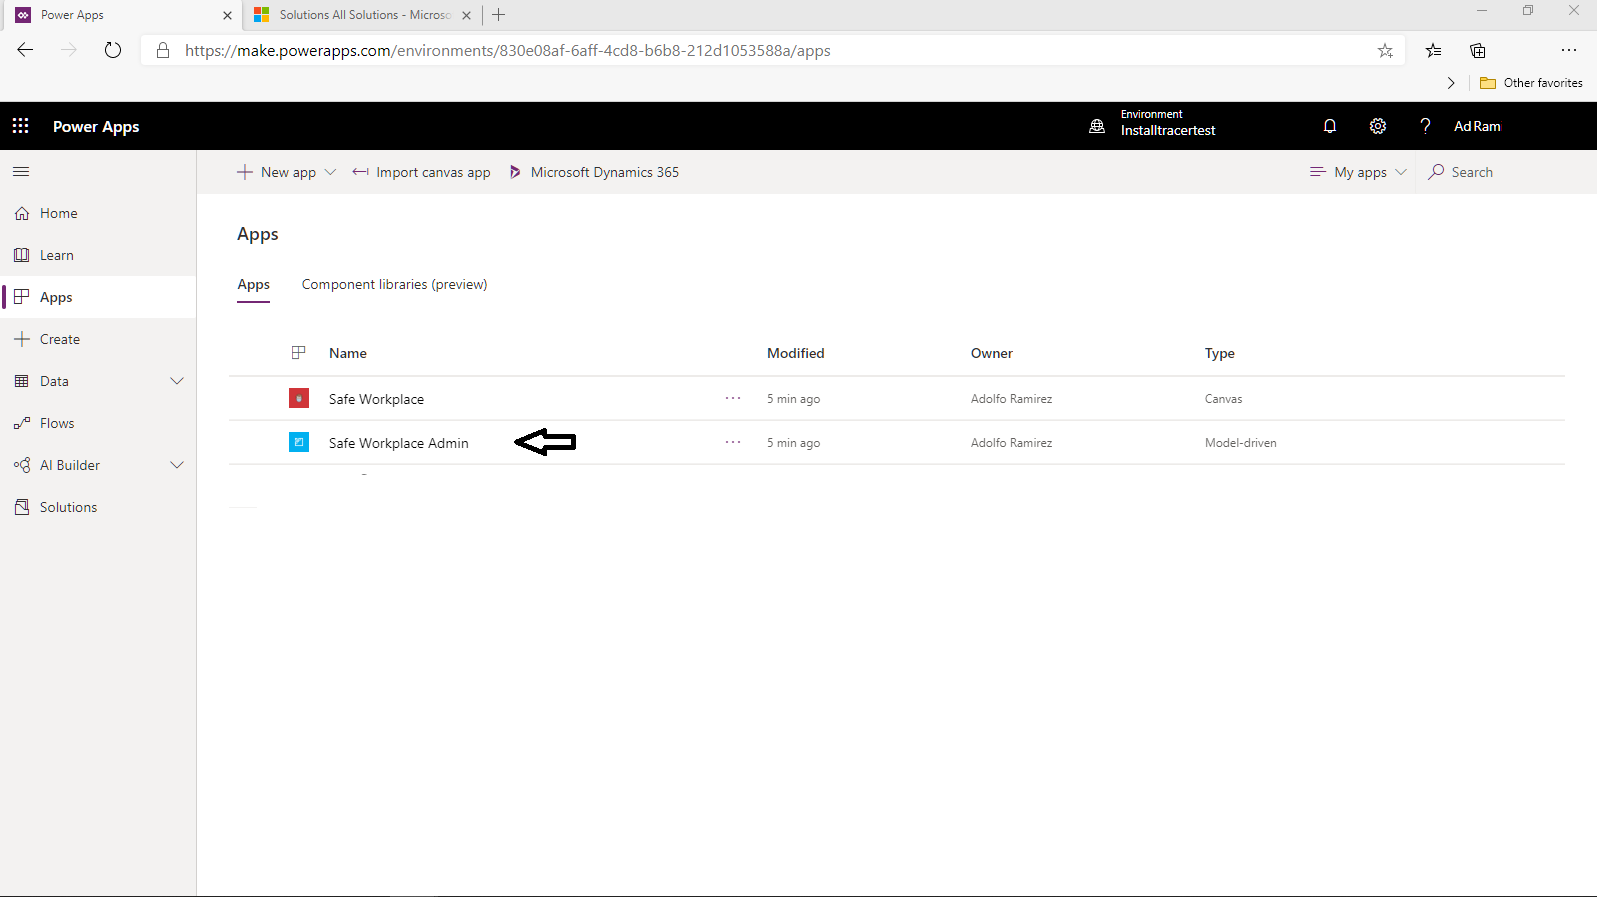 Power Apps
Solutions All Solutions - Microso
https://make.powerapps.com/environments/830e08af-6aff-4cd8-b6b8-212d1053588a/apps
Other favorites
Power Apps
Environment
Installtracertest
Ad Ram
New app
Import canvas app
Microsoft Dynamics 365
My apps
Search
Home
Learn
Apps
Create
Data
Flows
AI Builder
Solutions
Apps
Apps
Component libraries (preview)
Name Modified Owner Type
Safe Workplace ... 5 min ago Adolfo Ramirez Canvas
Safe Workplace Admin ... 5 min ago Adolfo Ramirez Model-driven